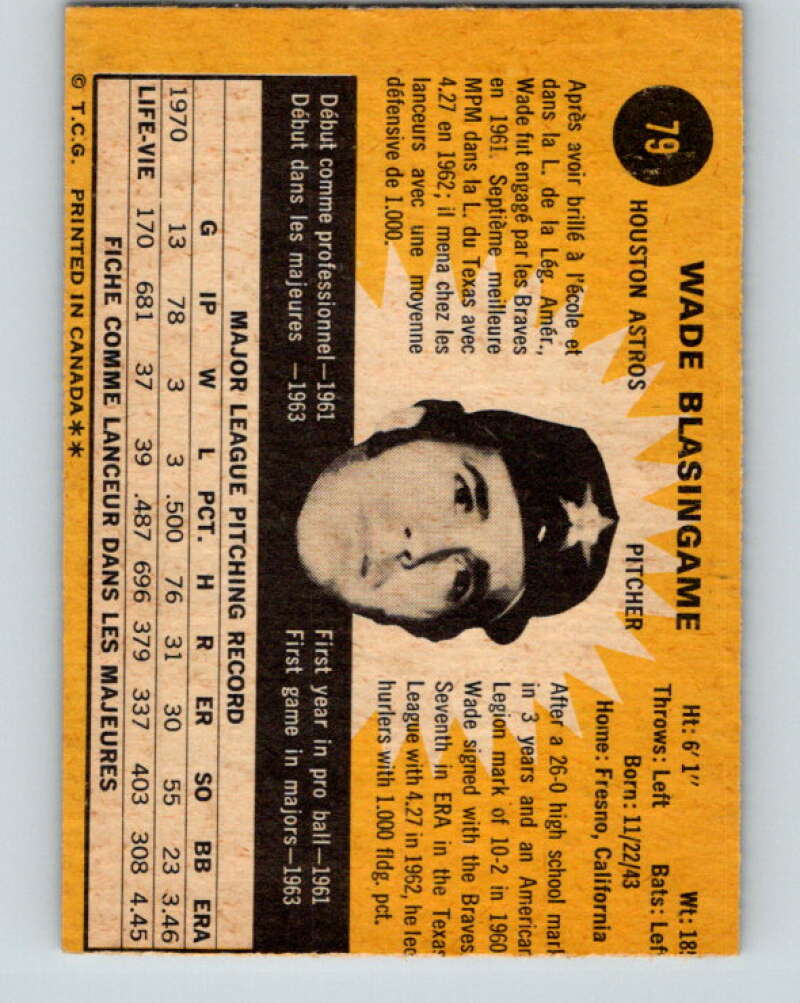 79
WADE BLASINGAME
HOUSTON ASTROS PITCHER
Ht: 6'1" Wt:
Throws: Left Bats:
Born: 11/22/43
Home: Fresno, California
Après avoir brillé à l'école et
dans la L. de la Lég. Amér.,
Wade fut engagé par les Braves
en 1961. Septième meilleure
MPM dans la L. du Texas avec
4.27 en 1962; il mena chez les
lanceurs avec une moyenne
défensive de 1.000.
After a 26-0 high school
in 3 years and an American
Legion mark of 10-2 in 1960
Wade signed with the Braves.
Seventh in ERA in the Texas
League with 4.27 in 1962, he
hurlers with 1.000 fldg. pct.
Début comme professionnel—1961
Début dans les majeures —1963
First year in pro ball—1961
First game in majors—1963
MAJOR LEAGUE PITCHING RECORD
G IP W L PCT. H R ER SO BB ERA
1970 13 78 3 3 .500 76 31 30 55 23 3.46
LIFE-VIE 170 681 37 39 .487 696 379 337 403 308 4.45
FICHE COMME LANCEUR DANS LES MAJEURES
© T.C.G. PRINTED IN CANADA**